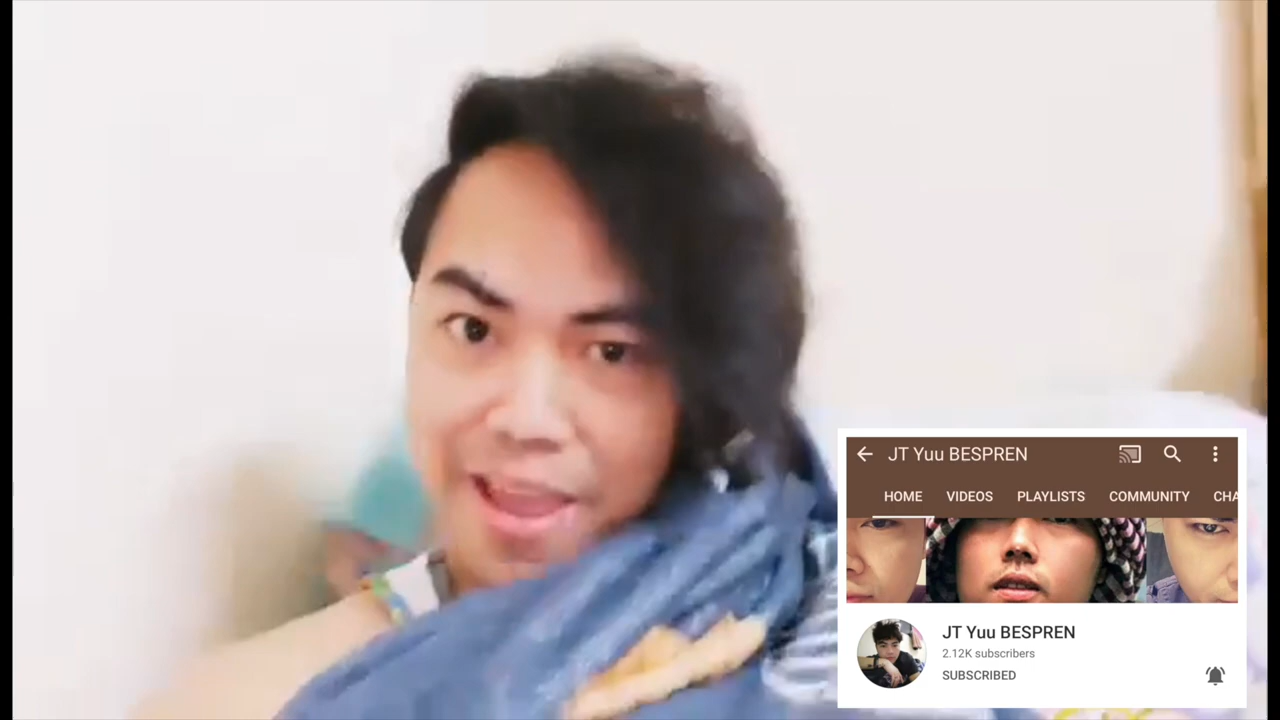 JT Yuu BESPREN
HOME VIDEOS PLAYLISTS COMMUNITY CHA
JT Yuu BESPREN
2.12K subscribers
SUBSCRIBED